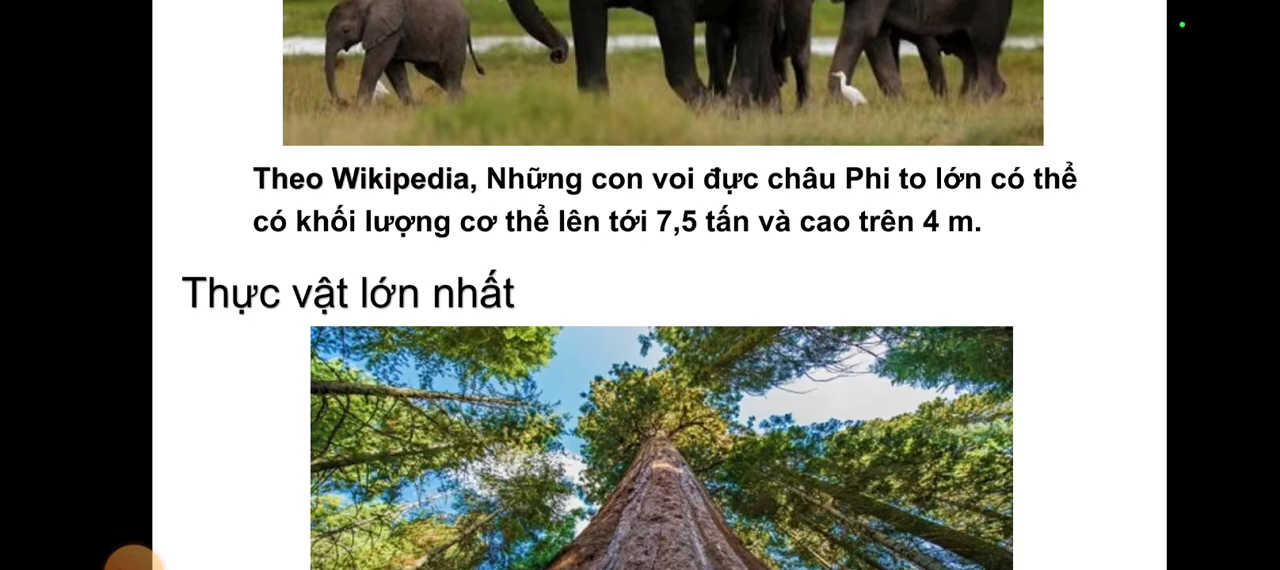 Theo Wikipedia, Những con voi đực châu Phi to lớn có thể
có khối lượng cơ thể lên tới 7,5 tấn và cao trên 4 m.
Thực vật lớn nhất